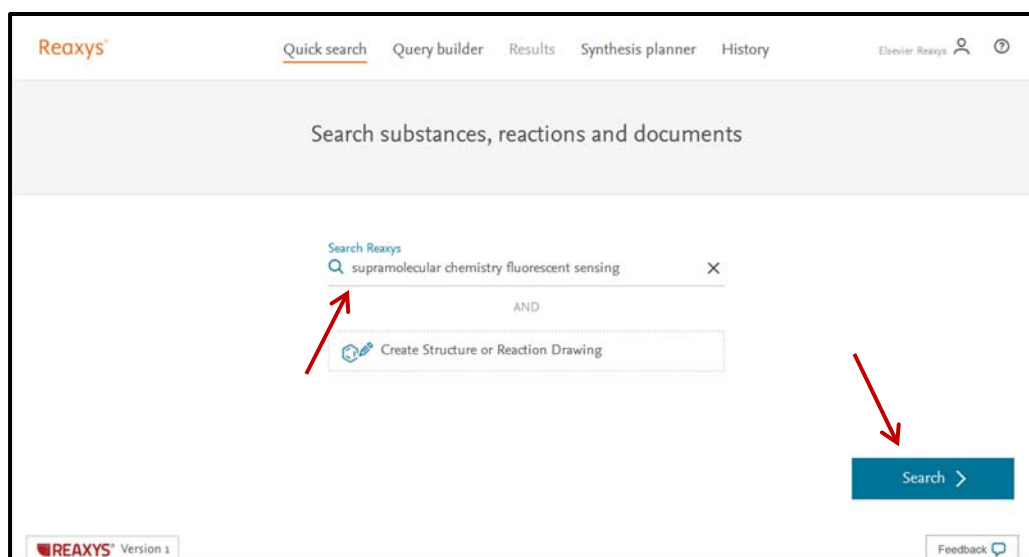 Reaxys®
Quick search Query builder Results Synthesis planner History
Elsevier Reaxys
Search substances, reactions and documents
Search Reaxys
supramolecular chemistry fluorescent sensing
AND
Create Structure or Reaction Drawing
Search
REAXYS® Version 1
Feedback